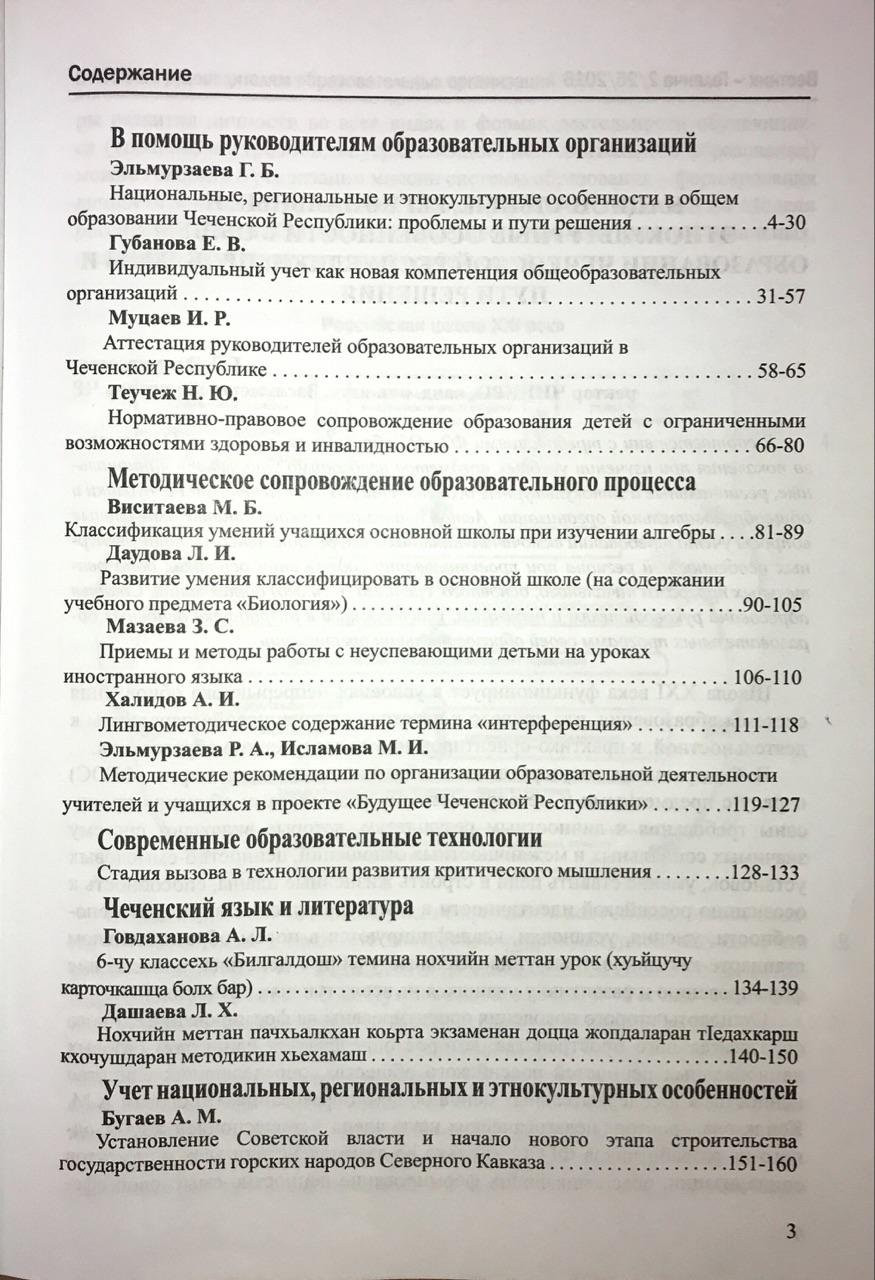 Содержание
В помощь руководителям образовательных организаций
Эльмурзаева Г. Б.
Национальные, региональные и этнокультурные особенности в общем
образовании Чеченской Республики: проблемы и пути решения . . . . . . . . . . . .4-30
Губанова Е. В.
Индивидуальный учет как новая компетенция общеобразовательных
организаций . . . . . . . . . . . . . . . . . . . . . . . . . . . . . . . . . . . . . . . . . . . . . . . . . . . . 31-57
Муцаев И. Р.
Аттестация руководителей образовательных организаций в
Чеченской Республике . . . . . . . . . . . . . . . . . . . . . . . . . . . . . . . . . . . . . . . . . . . 58-65
Теучеж Н. Ю.
Нормативно-правовое сопровождение образования детей с ограниченными
возможностями здоровья и инвалидностью . . . . . . . . . . . . . . . . . . . . . . . . . . . 66-80
Методическое сопровождение образовательного процесса
Виситаева М. Б.
Классификация умений учащихся основной школы при изучении алгебры . . . .81-89
Даудова Л. И.
Развитие умения классифицировать в основной школе (на содержании
учебного предмета «Биология») . . . . . . . . . . . . . . . . . . . . . . . . . . . . . . . . . . .90-105
Мазаева З. С.
Приемы и методы работы с неуспевающими детьми на уроках
иностранного языка . . . . . . . . . . . . . . . . . . . . . . . . . . . . . . . . . . . . . . . . . . . . 106-110
Халидов А. И.
Лингвометодическое содержание термина «интерференция» . . . . . . . . . 111-118
Эльмурзаева Р. А., Исламова М. И.
Методические рекомендации по организации образовательной деятельности
учителей и учащихся в проекте «Будущее Чеченской Республики» . . . . . . . .119-127
Современные образовательные технологии
Стадия вызова в технологии развития критического мышления . . . . . . . .128-133
Чеченский язык и литература
Говдаханова А. Л.
6-чу классехь «Билгалдош» темина нохчийн меттан урок (хуьйцучу
карточкашца болх бар) . . . . . . . . . . . . . . . . . . . . . . . . . . . . . . . . . . . . . . . . . . . 134-139
Дашаева Л. Х.
Нохчийн меттан пачхьалкхан коьрта экзаменан доцца жопдаларан тӀедахкарш
кхочушдаран методикин хьехамаш . . . . . . . . . . . . . . . . . . . . . . . . . . . . . . . . .140-150
Учет национальных, региональных и этнокультурных особенностей
Бугаев А. М.
Установление Советской власти и начало нового этапа строительства
государственности горских народов Северного Кавказа . . . . . . . . . . . . . . . . .151-160
3